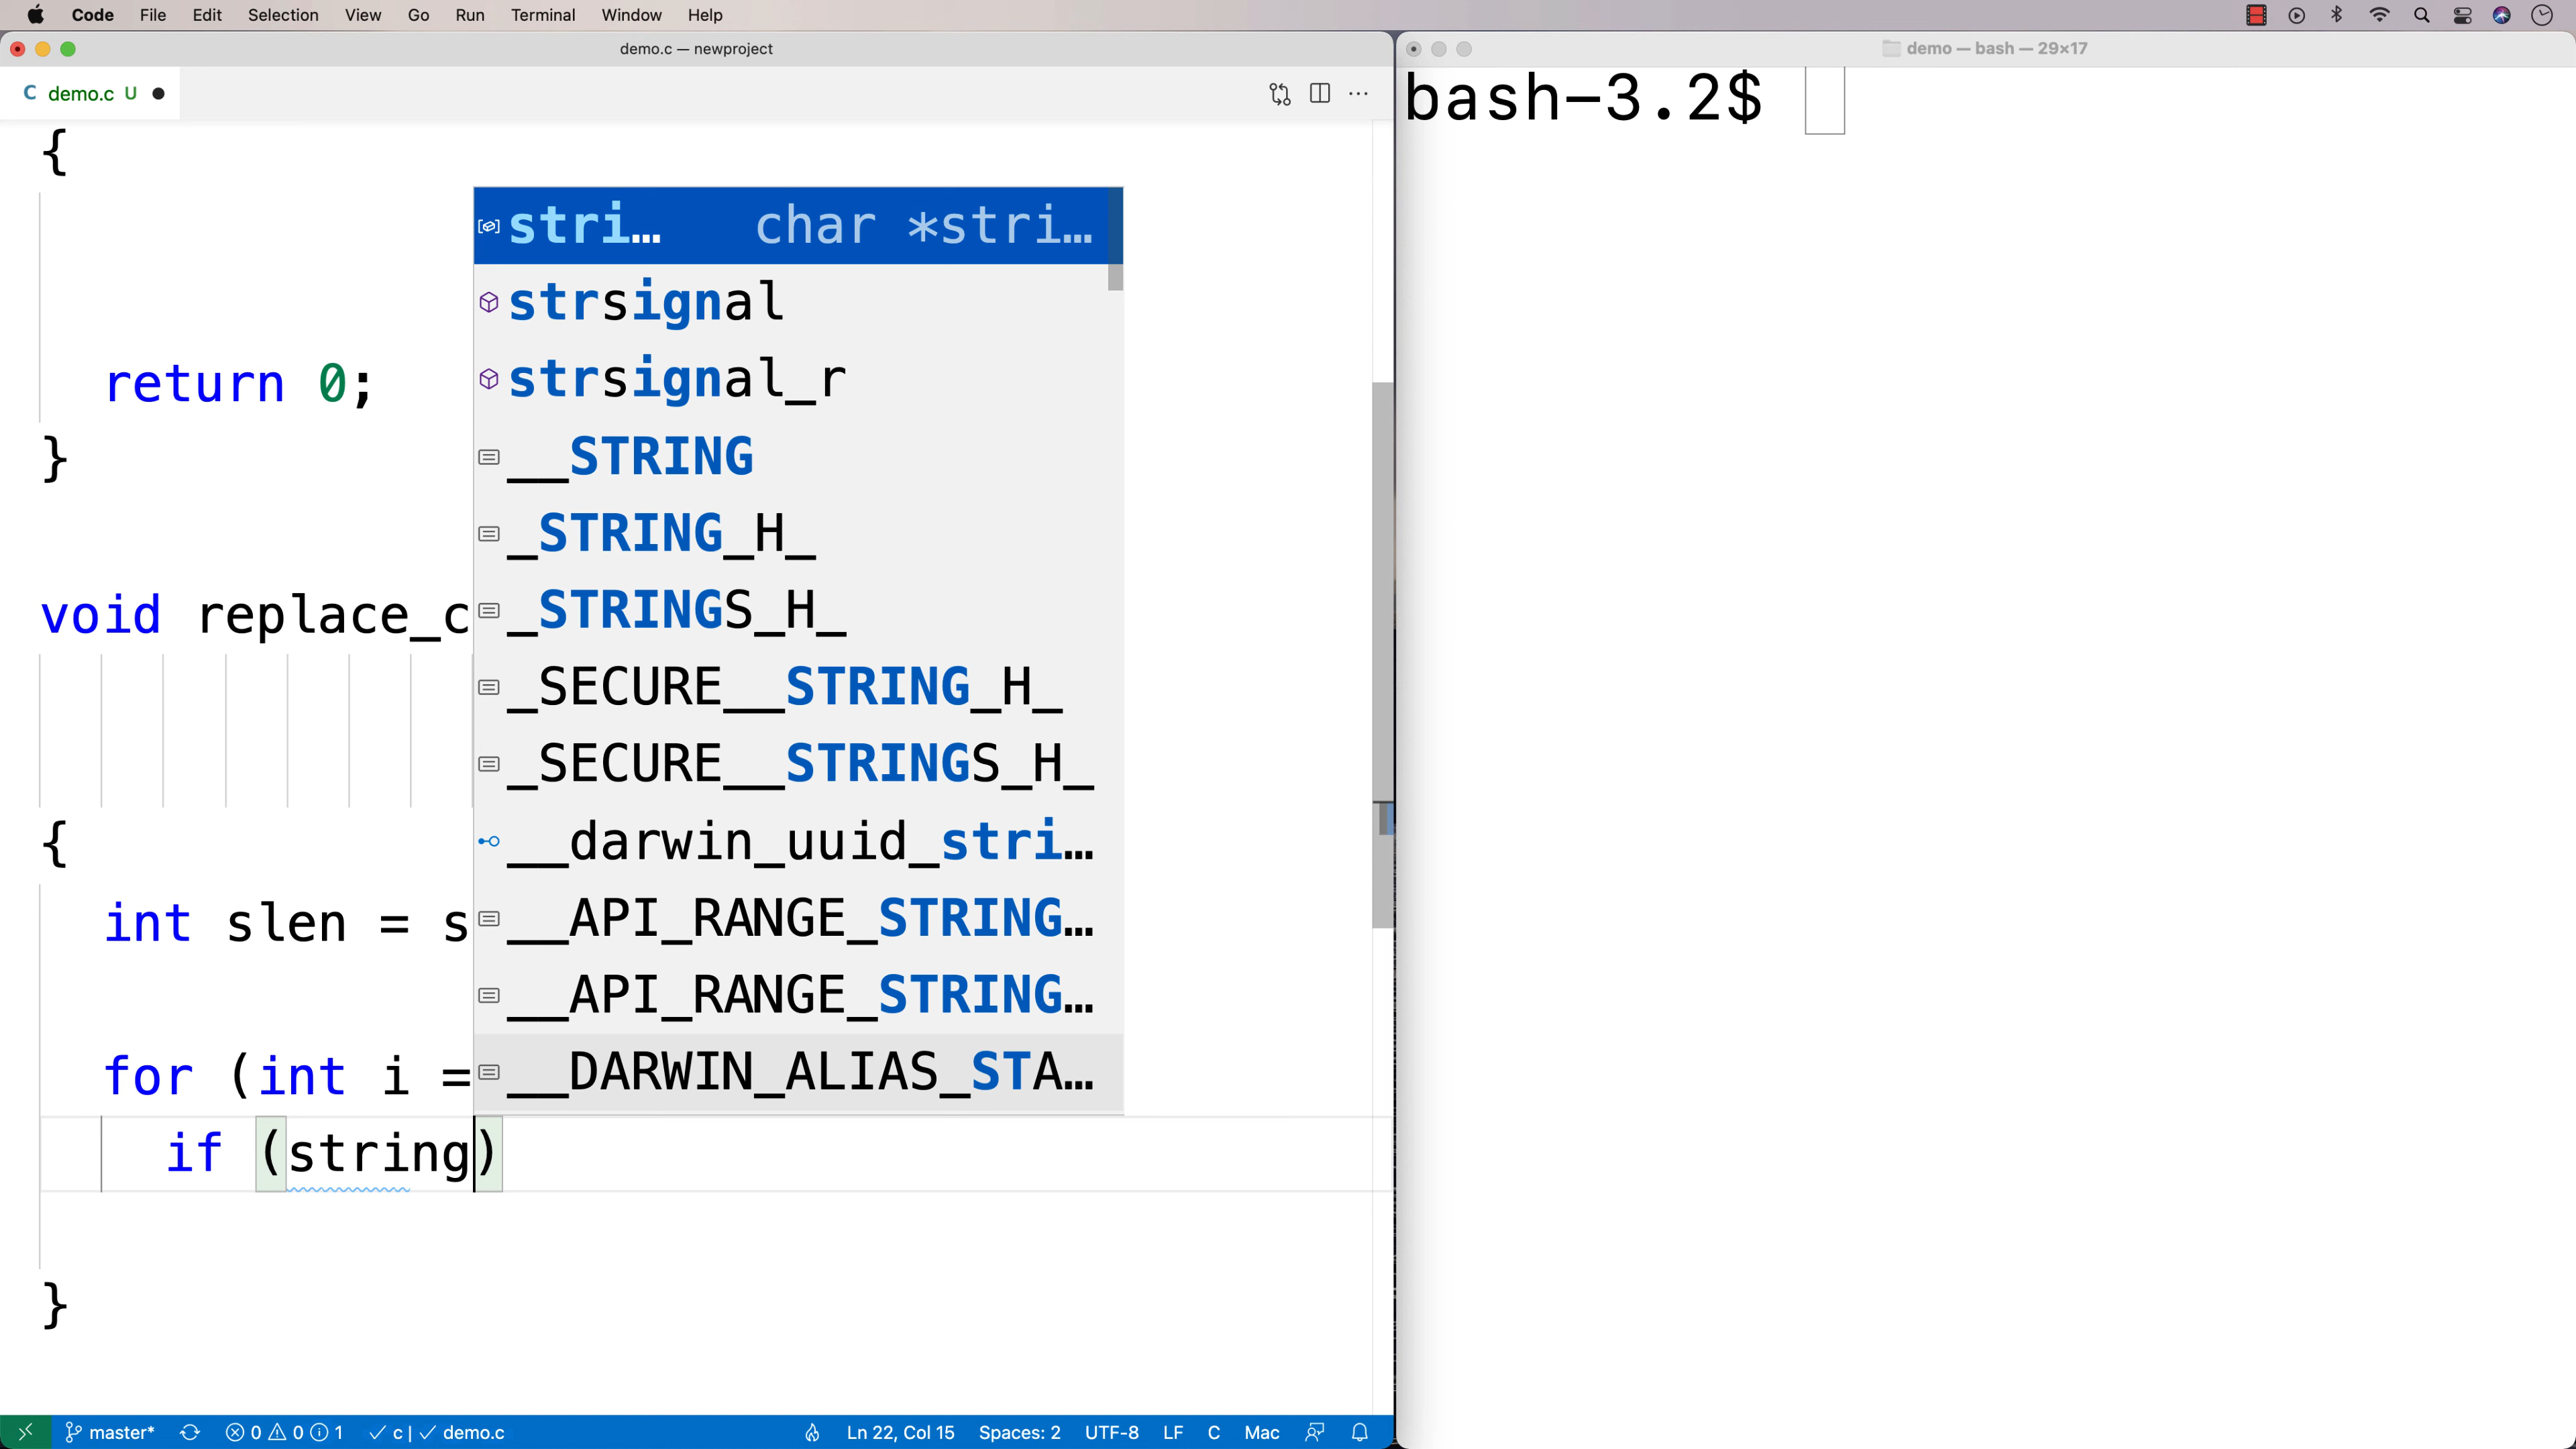 Code File Edit Selection View Go Run Terminal Window Help
demo.c — newproject
C demo.c U
{
return 0;
}
void replace_c
{
int slen = s
for (int i =
if (string)
}
stri… char *stri…
strsignal
strsignal_r
__STRING
_STRING_H_
_STRINGS_H_
_SECURE__STRING_H_
_SECURE__STRINGS_H_
__darwin_uuid_stri…
__API_RANGE_STRING…
__API_RANGE_STRING…
__DARWIN_ALIAS_STA…
master* 0 0 1 c | demo.c Ln 22, Col 15 Spaces: 2 UTF-8 LF C Mac
demo — bash — 29×17
bash-3.2$